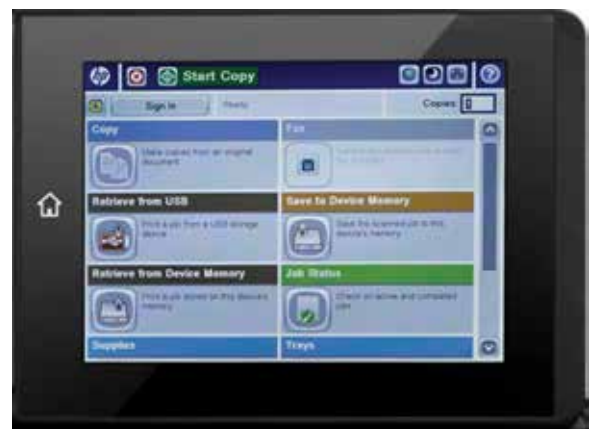 hp
Start Copy
Sign In
Ready
Copies:
Copy
Make copies from an original
document
Fax
Retrieve from USB
Print a job from a USB storage
device
Save to Device Memory
Save the scanned job to this
device's memory
Retrieve from Device Memory
Print a job stored on this device's
memory
Job Status
Check on active and completed
jobs
Supplies
Trays